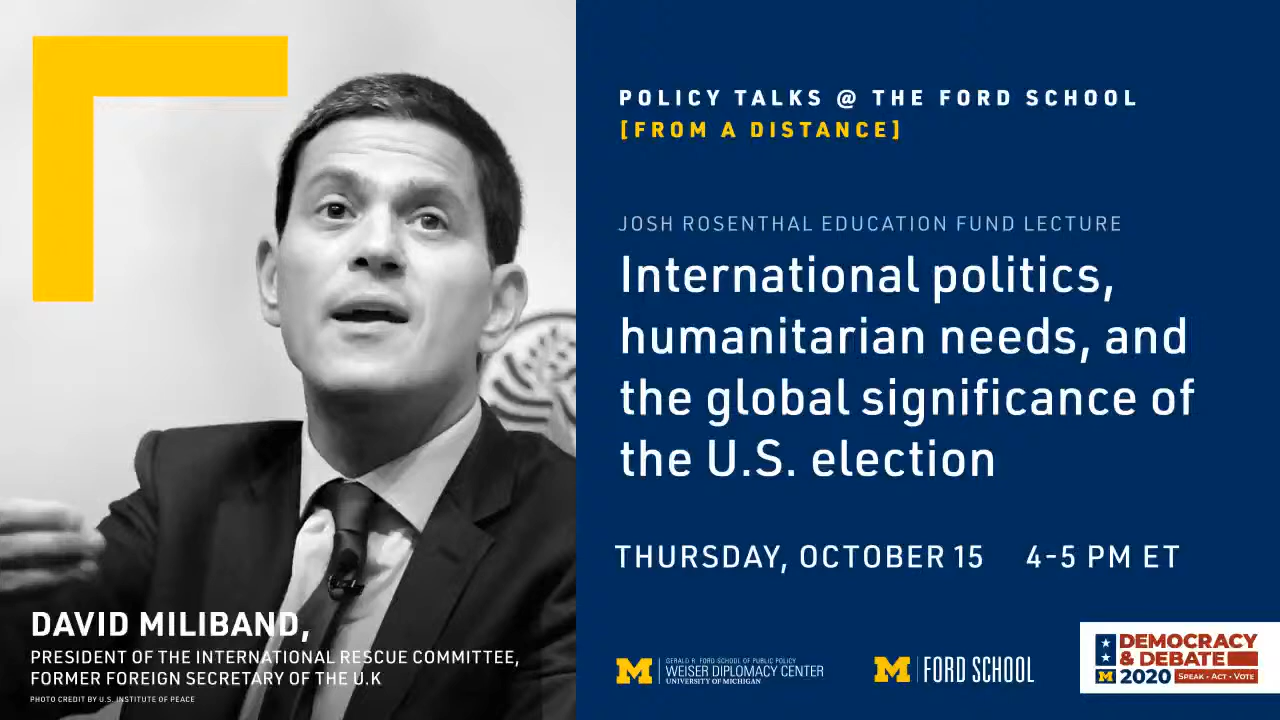 POLICY TALKS @ THE FORD SCHOOL
[FROM A DISTANCE]
JOSH ROSENTHAL EDUCATION FUND LECTURE
International politics,
humanitarian needs, and
the global significance of
the U.S. election
THURSDAY, OCTOBER 15 4-5 PM ET
DAVID MILIBAND,
PRESIDENT OF THE INTERNATIONAL RESCUE COMMITTEE,
FORMER FOREIGN SECRETARY OF THE U.K
PHOTO CREDIT BY U.S. INSTITUTE OF PEACE
M
GERALD R. FORD SCHOOL OF PUBLIC POLICY
WEISER DIPLOMACY CENTER
UNIVERSITY OF MICHIGAN
M FORD SCHOOL
DEMOCRACY
& DEBATE
M 2020 SPEAK • ACT • VOTE